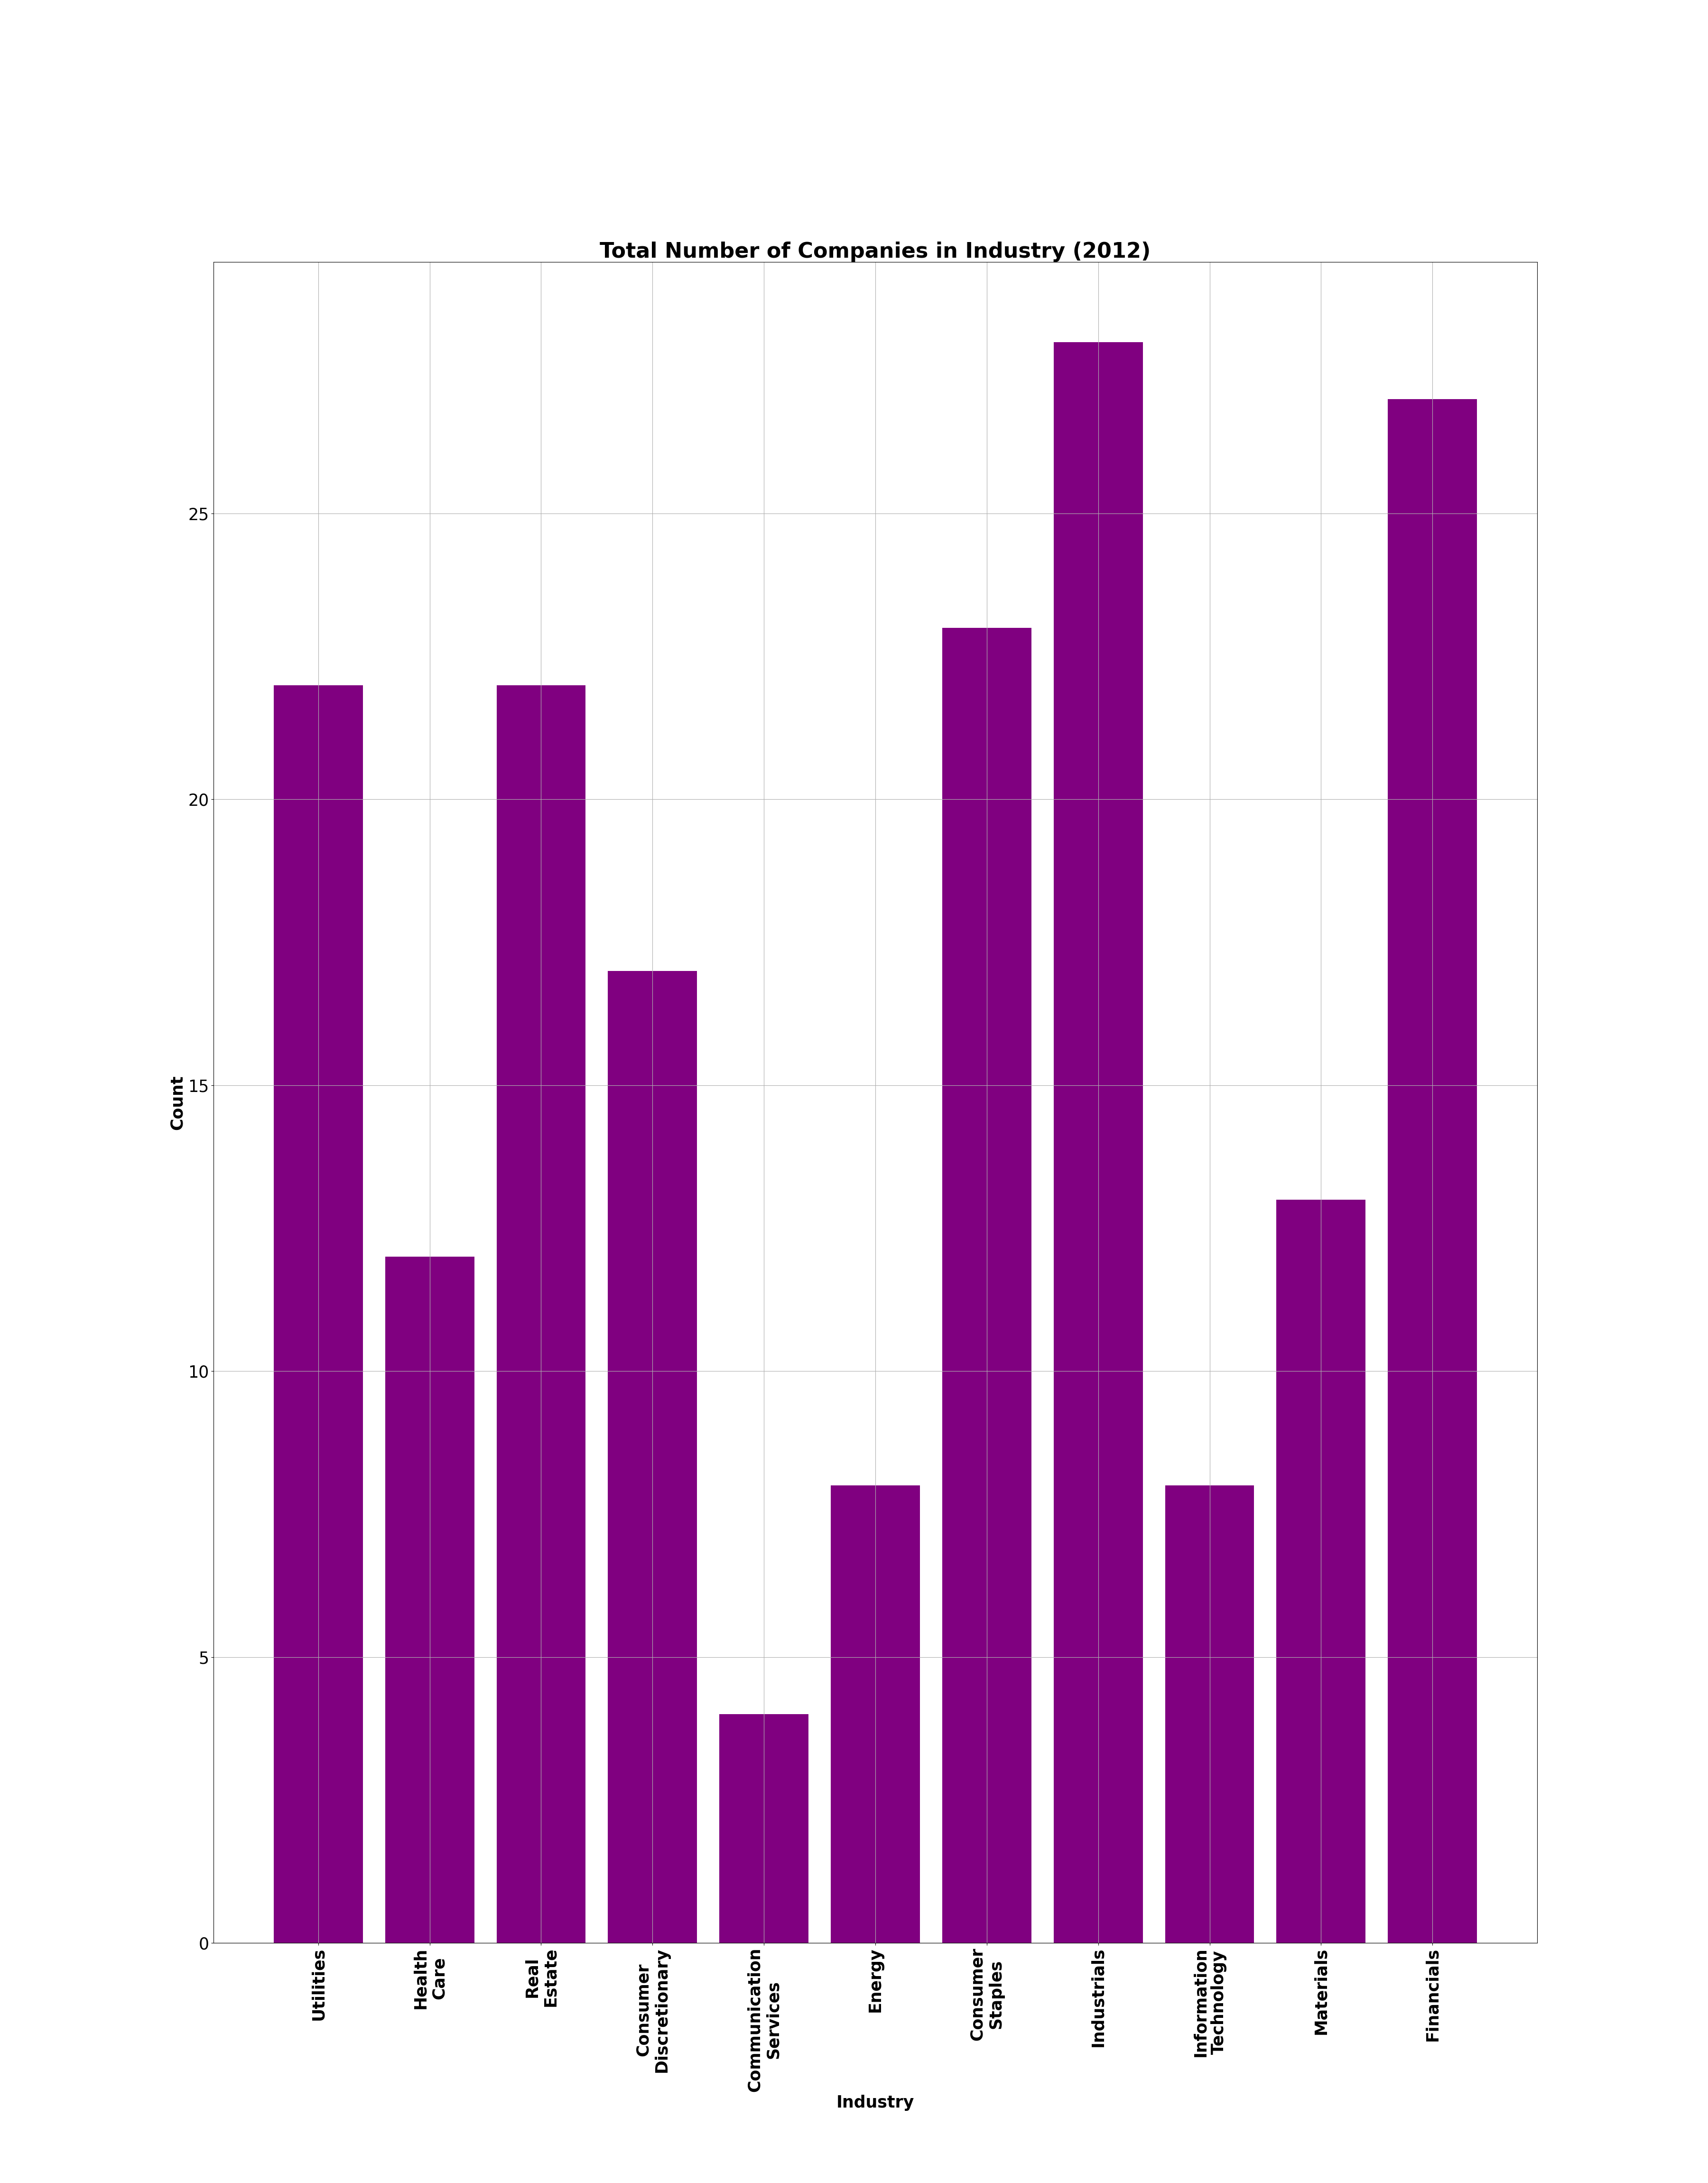 Total Number of Companies in Industry (2012)
Count
25
20
15
10
5
0
Utilities
Health
Care
Real
Estate
Consumer
Discretionary
Communication
Services
Energy
Consumer
Staples
Industrials
Information
Technology
Materials
Financials
Industry